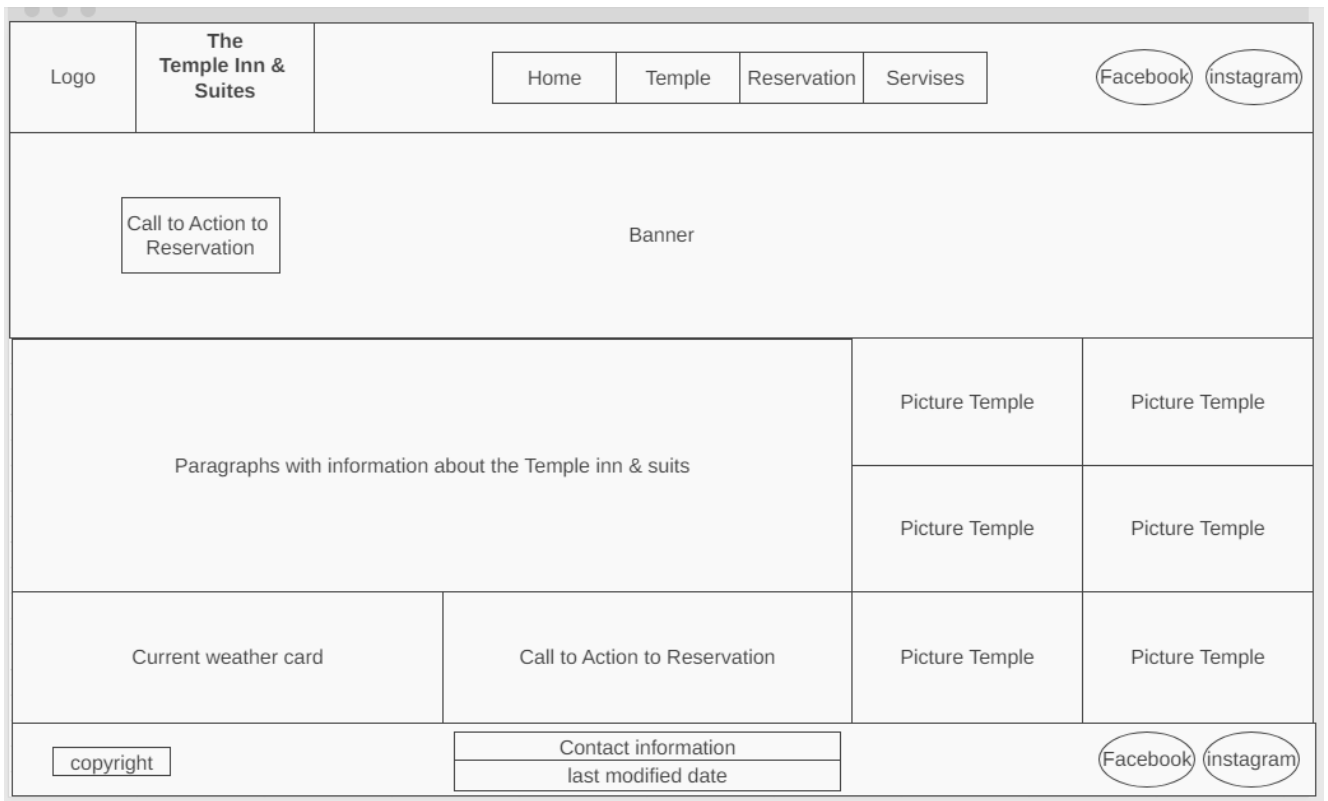 Logo
The
Temple Inn &
Suites
Home
Temple
Reservation
Servises
Facebook
instagram
Call to Action to
Reservation
Banner
Paragraphs with information about the Temple inn & suits
Picture Temple
Picture Temple
Picture Temple
Picture Temple
Current weather card
Call to Action to Reservation
Picture Temple
Picture Temple
copyright
Contact information
last modified date
Facebook
instagram